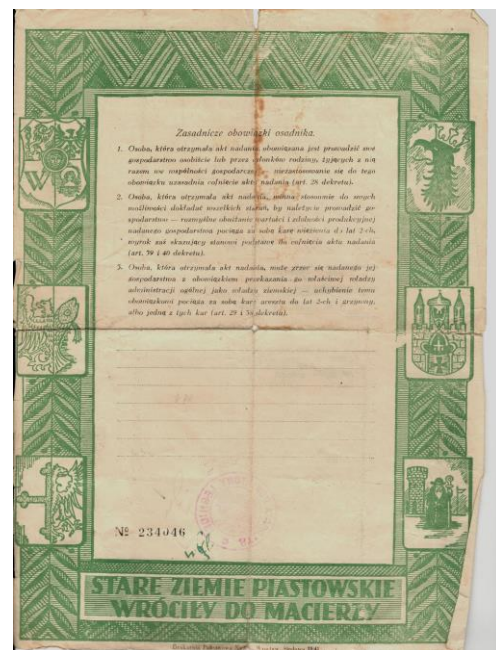 Zasadnicze obowiązki osadnika.
1. Osoba, która otrzymała akt nadania obowiązana jest prowadzić swe
gospodarstwo osobiście lub przez członków rodziny, żyjących z nią
razem we wspólności gospodarczej — niezastosowanie się do tego
obowiązku uzasadnia cofnięcie aktu nadania (art. 28 dekretu).
2. Osoba, która otrzymała akt nadania, winna stosownie do swych
możliwości dokładać wszelkich starań, by należycie prowadzić go-
spodarstwo — rozmyślne obniżanie wartości i zdolności produkcyjnej
nadanego gospodarstwa pociąga za sobą karę więzienia do lat 2-ch,
wyrok zaś skazujący stanowi podstawę do cofnięcia aktu nadania
(art. 39 i 40 dekretu).
3. Osoba, która otrzymała akt nadania, może zrzec się nadanego jej
gospodarstwa z obowiązkiem przekazania go właściwej władzy
administracji ogólnej jako władzy ziemskiej — uchybienie temu
obowiązkowi pociąga za sobą karę aresztu do lat 2-ch i grzywny,
albo jedną z tych kar (art. 29 i 38 dekretu).
W
№ 234046
STARE ZIEMIE PIASTOWSKIE
WRÓCIŁY DO MACIERZY